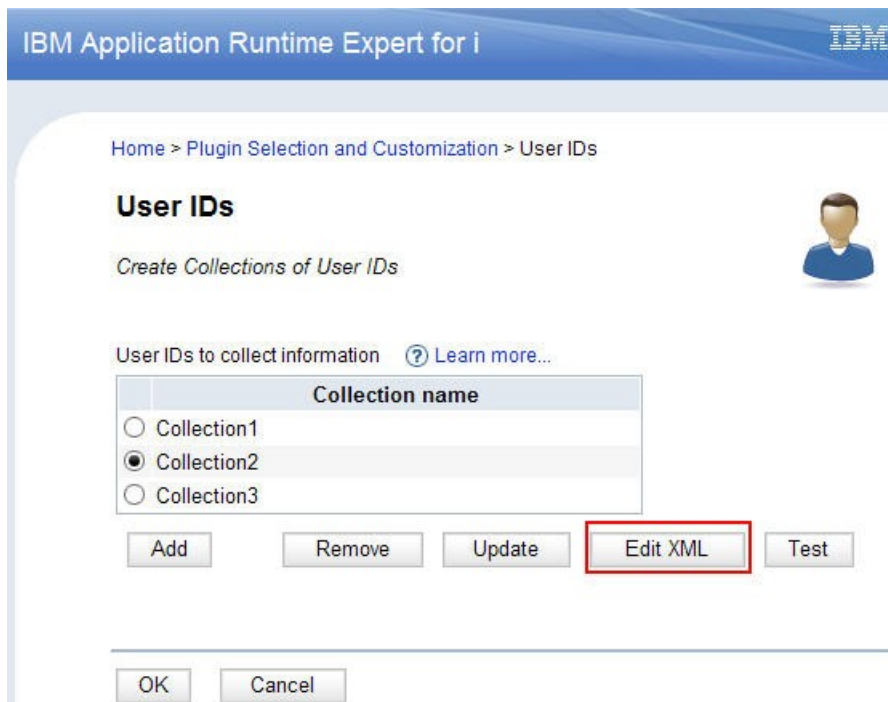 IBM Application Runtime Expert for i IBM
Home > Plugin Selection and Customization > User IDs
User IDs
Create Collections of User IDs
User IDs to collect information ? Learn more...
Collection name
Collection1
Collection2
Collection3
Add Remove Update Edit XML Test
OK Cancel